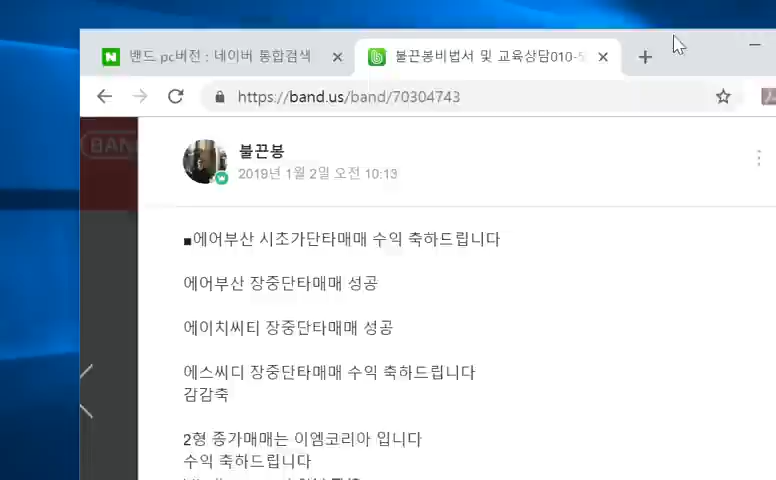 밴드 pc버전 : 네이버 통합검색
불끈봉비법서 및 교육상담010-5
https://band.us/band/70304743
BAN
불끈봉
2019년 1월 2일 오전 10:13
■에어부산 시초가단타매매 수익 축하드립니다
에어부산 장중단타매매 성공
에이치씨티 장중단타매매 성공
에스씨디 장중단타매매 수익 축하드립니다
감감축
2형 종가매매는 이엠코리아 입니다
수익 축하드립니다